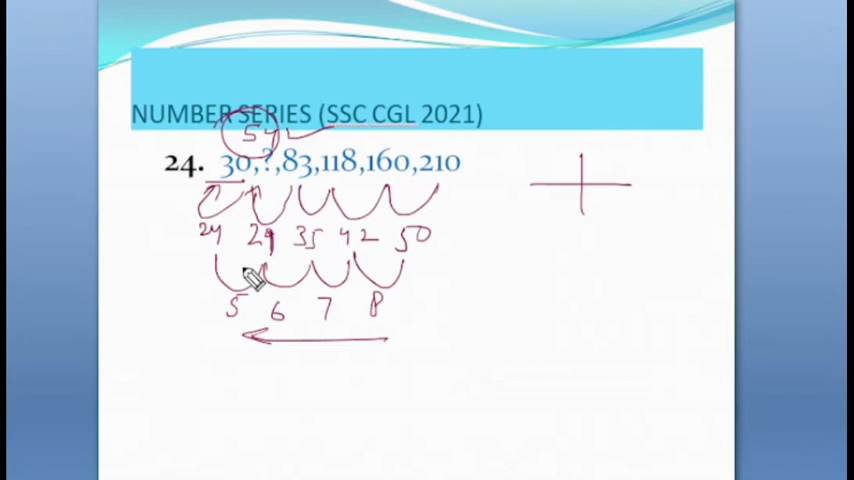 NUMBER SERIES (SSC CGL 2021)
54
24. 30,?,83,118,160,210
24 29 35 42 50
5 6 7 8